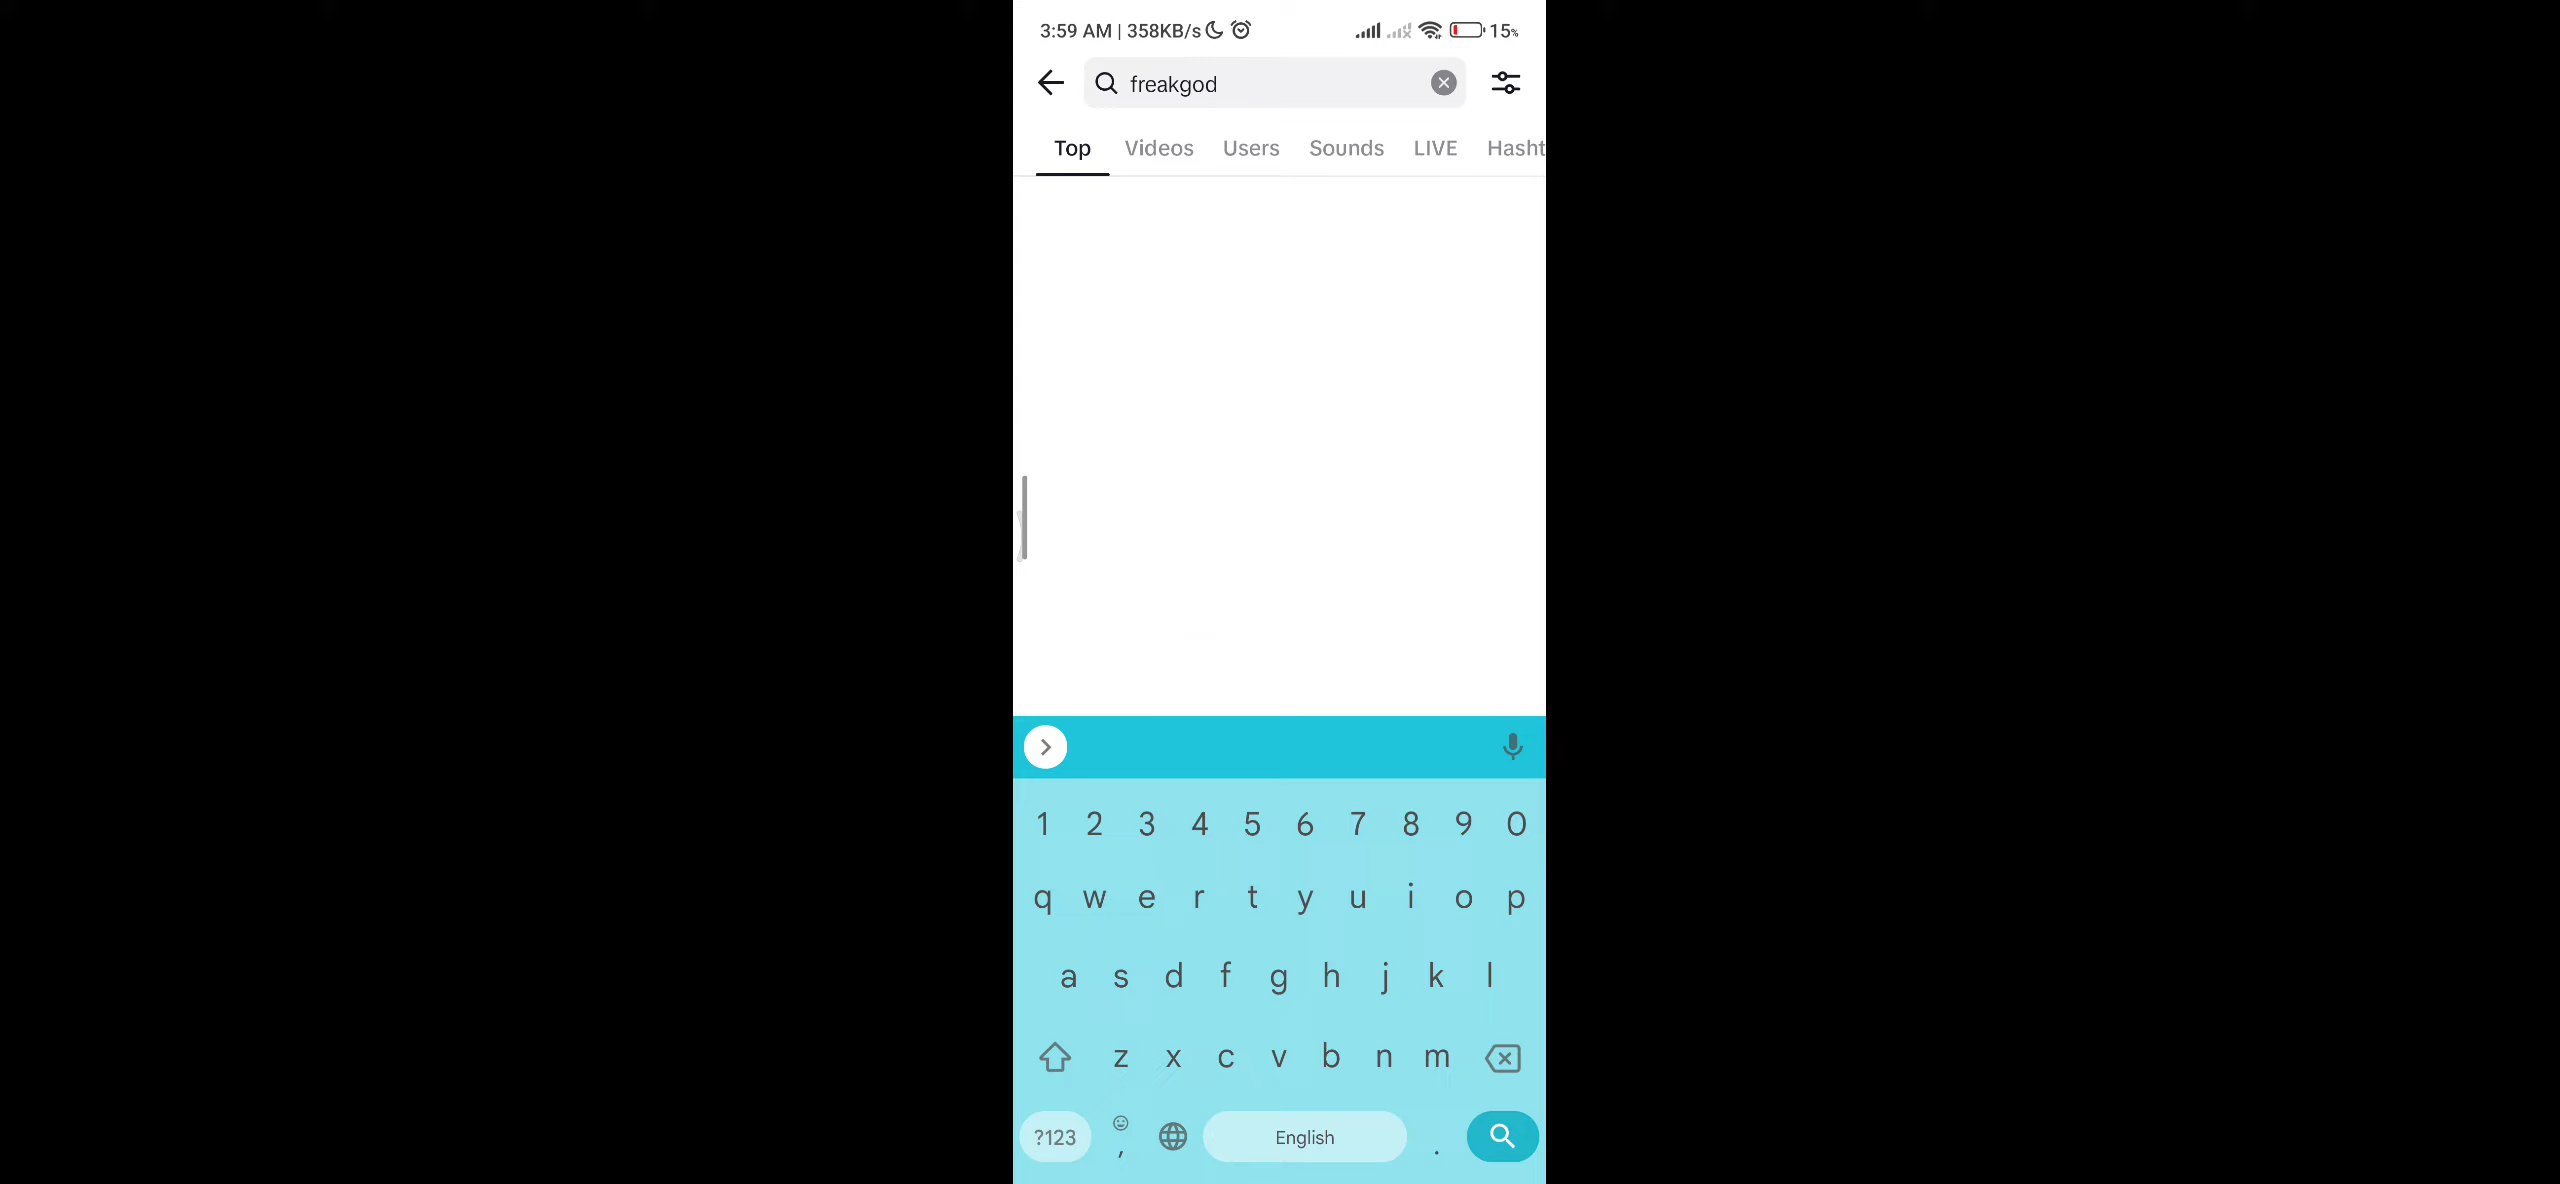 3:59 AM | 358KB/s 15%
freakgod
Top Videos Users Sounds LIVE Hasht
1 2 3 4 5 6 7 8 9 0
q w e r t y u i o p
a s d f g h j k l
z x c v b n m
?123 , English .